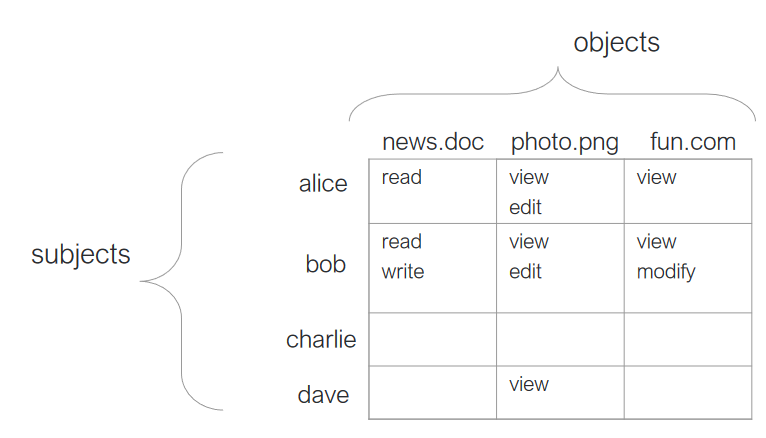 objects
news.doc photo.png fun.com
alice read view view
edit
subjects
bob read view view
write edit modify
charlie
dave view